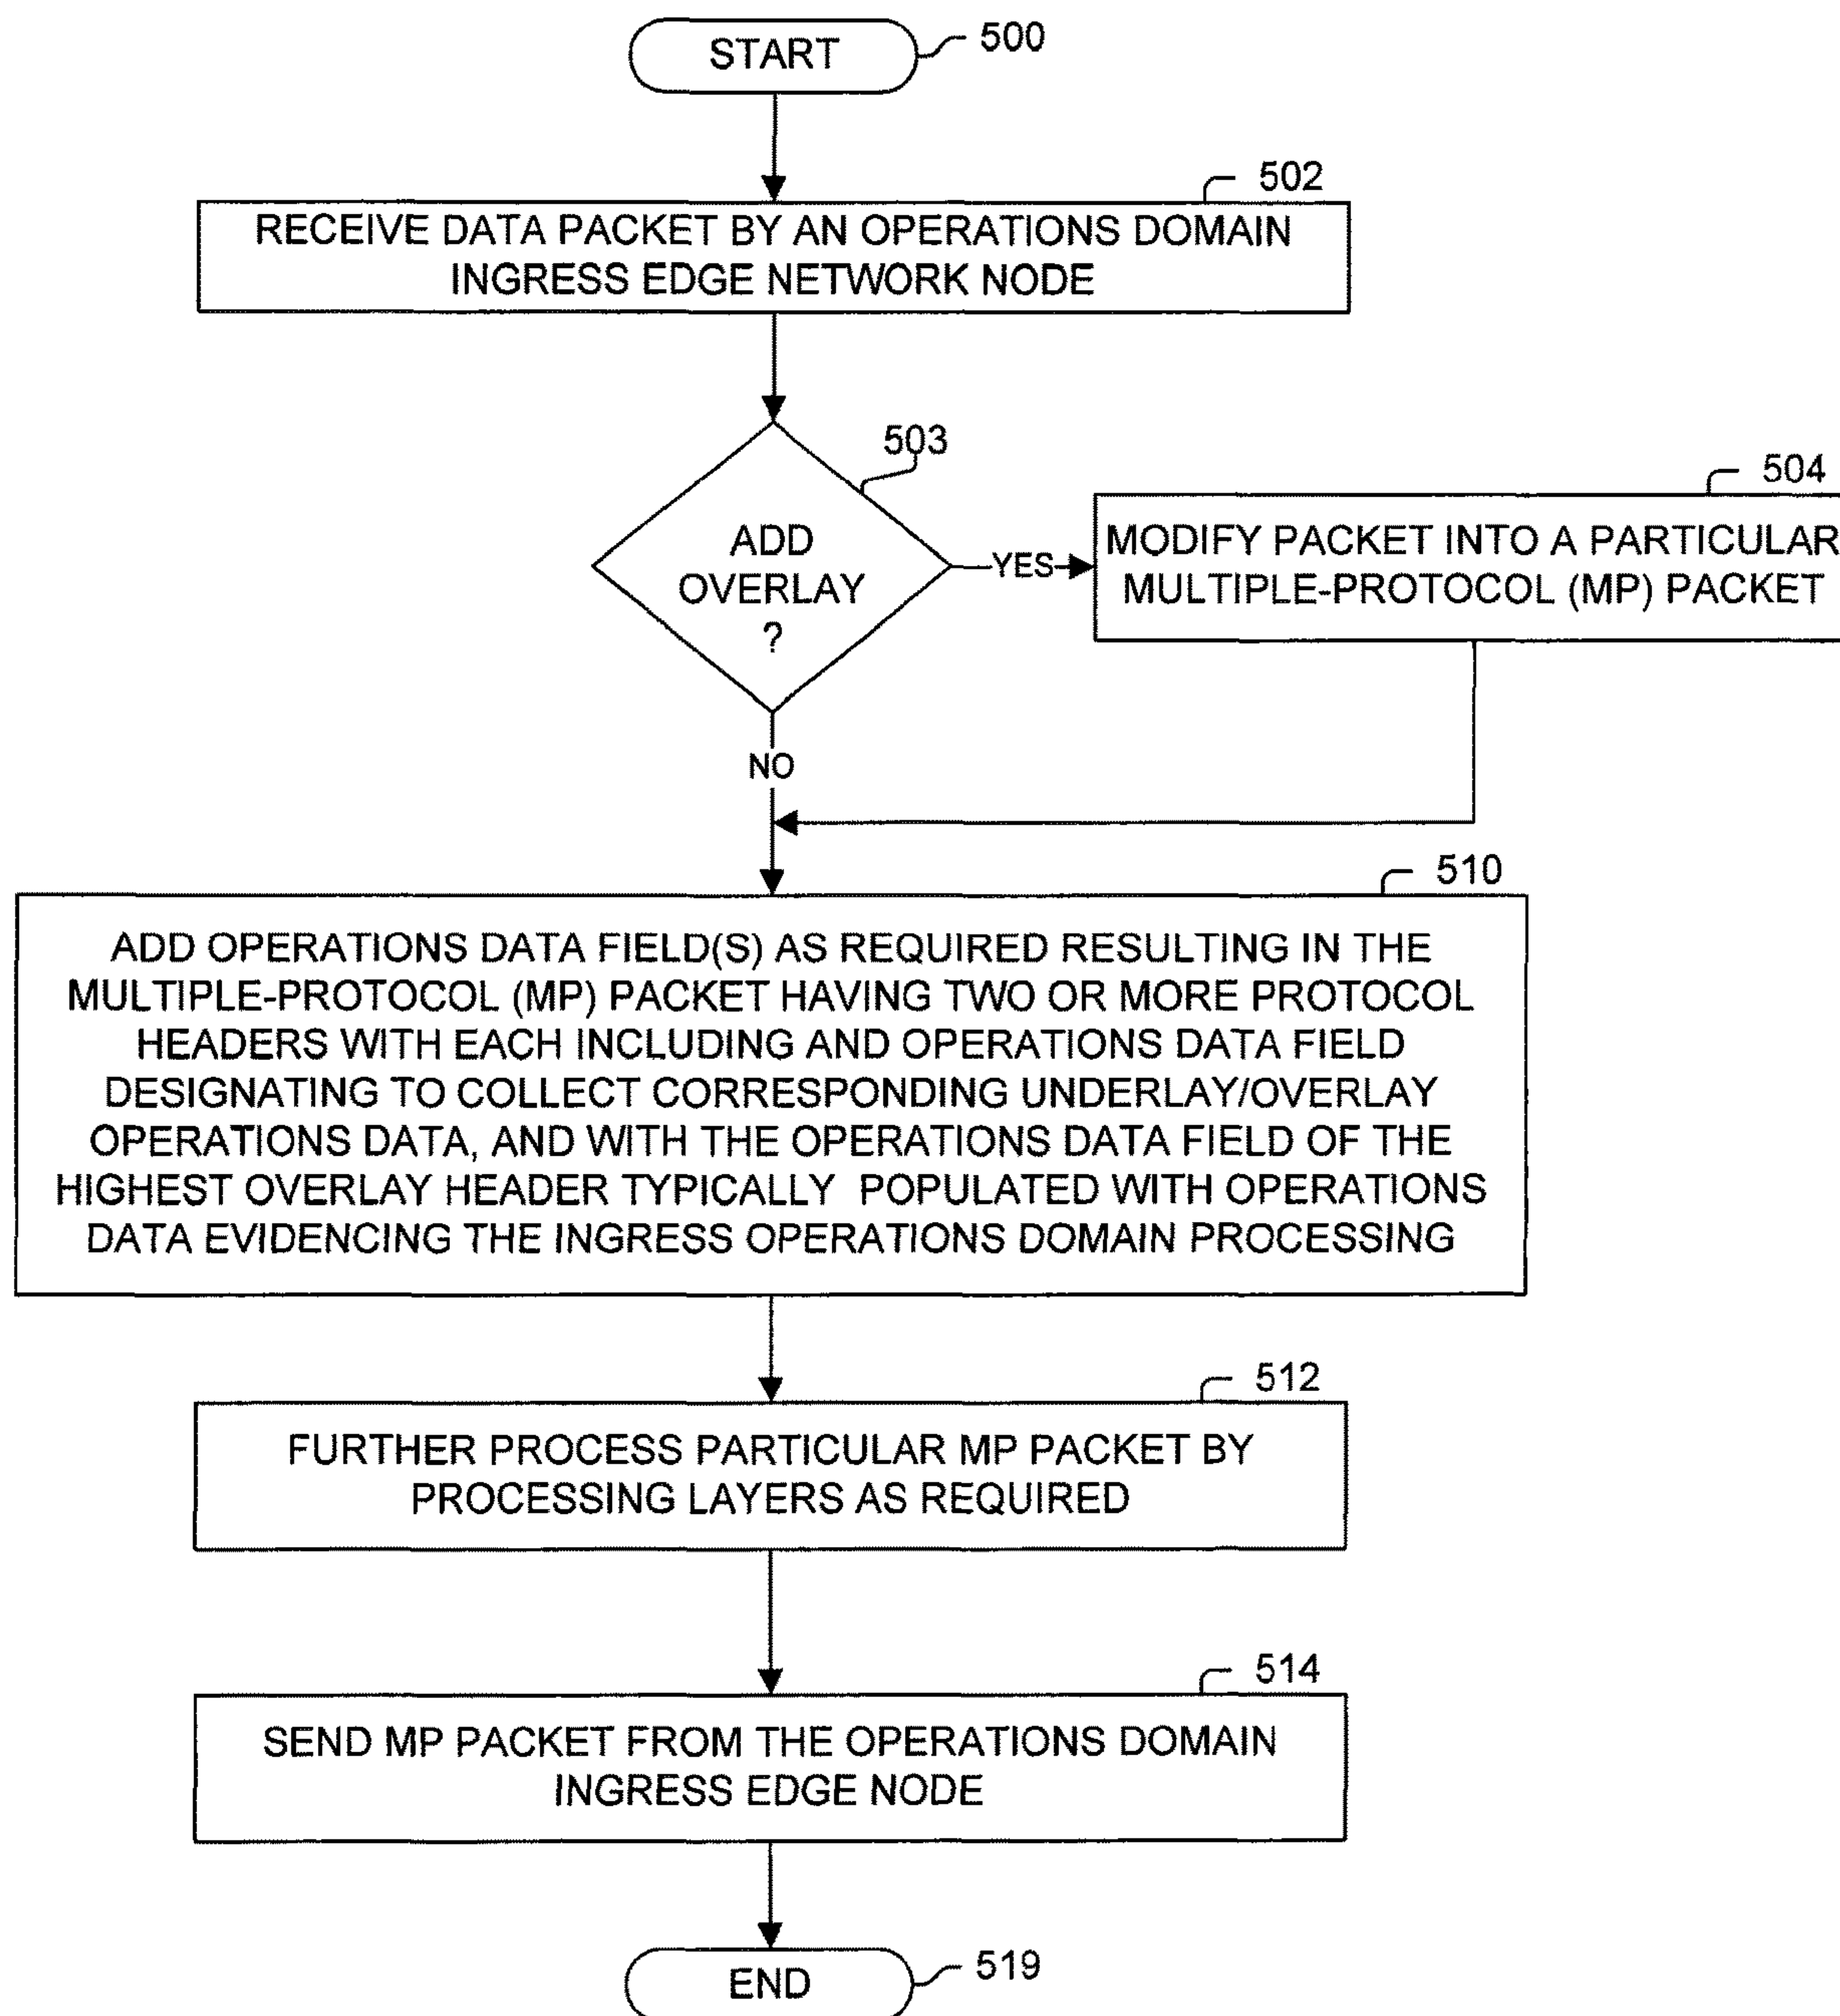 START
500
502
RECEIVE DATA PACKET BY AN OPERATIONS DOMAIN
INGRESS EDGE NETWORK NODE
503
ADD
OVERLAY
?
YES
504
MODIFY PACKET INTO A PARTICULAR
MULTIPLE-PROTOCOL (MP) PACKET
NO
510
ADD OPERATIONS DATA FIELD(S) AS REQUIRED RESULTING IN THE
MULTIPLE-PROTOCOL (MP) PACKET HAVING TWO OR MORE PROTOCOL
HEADERS WITH EACH INCLUDING AND OPERATIONS DATA FIELD
DESIGNATING TO COLLECT CORRESPONDING UNDERLAY/OVERLAY
OPERATIONS DATA, AND WITH THE OPERATIONS DATA FIELD OF THE
HIGHEST OVERLAY HEADER TYPICALLY POPULATED WITH OPERATIONS
DATA EVIDENCING THE INGRESS OPERATIONS DOMAIN PROCESSING
512
FURTHER PROCESS PARTICULAR MP PACKET BY
PROCESSING LAYERS AS REQUIRED
514
SEND MP PACKET FROM THE OPERATIONS DOMAIN
INGRESS EDGE NODE
END
519